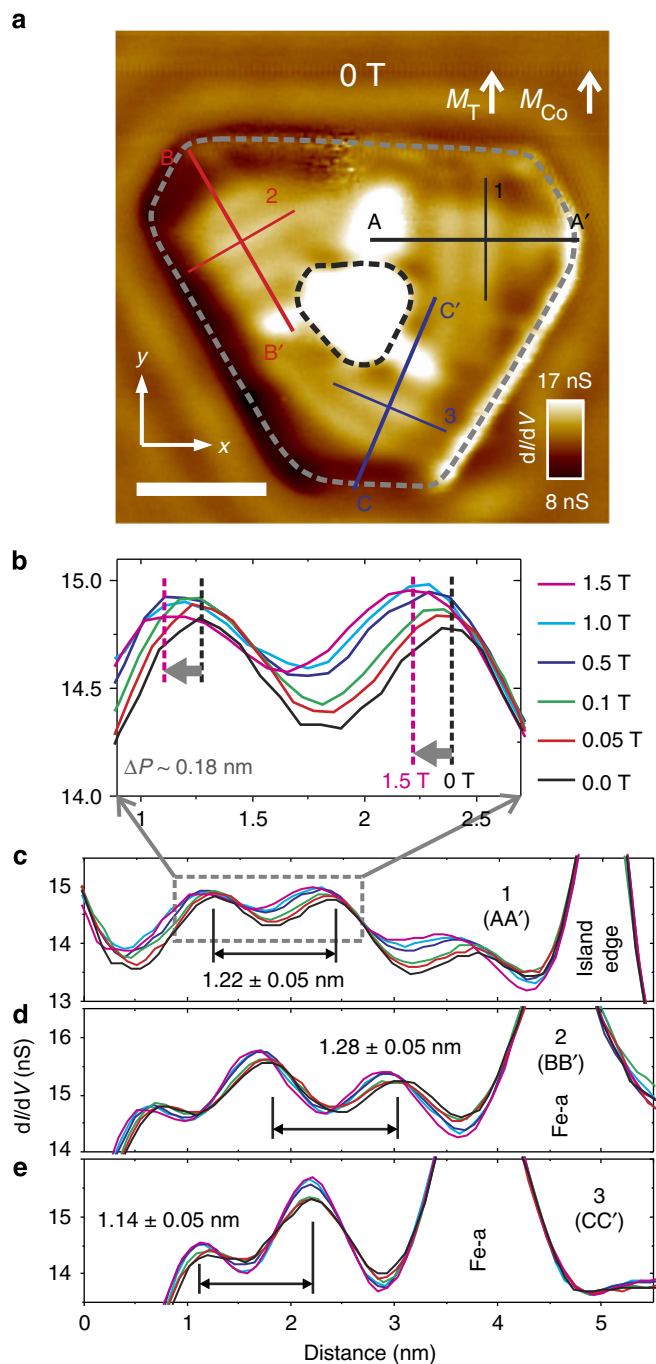 a
0 T
M_T M_Co
B
2
1
A
A′
C′
B′
3
C
y
x
17 nS
dI/dV
8 nS
b
15.0
14.5
14.0
ΔP ~ 0.18 nm
1.5 T 0 T
1 1.5 2 2.5
1.5 T
1.0 T
0.5 T
0.1 T
0.05 T
0.0 T
c
15
14
13
1
(AA′)
1.22 ± 0.05 nm
Island
edge
d
16
15
14
1.28 ± 0.05 nm
2
(BB′)
Fe-a
dI/dV (nS)
e
15
14
1.14 ± 0.05 nm
3
(CC′)
Fe-a
0 1 2 3 4 5
Distance (nm)